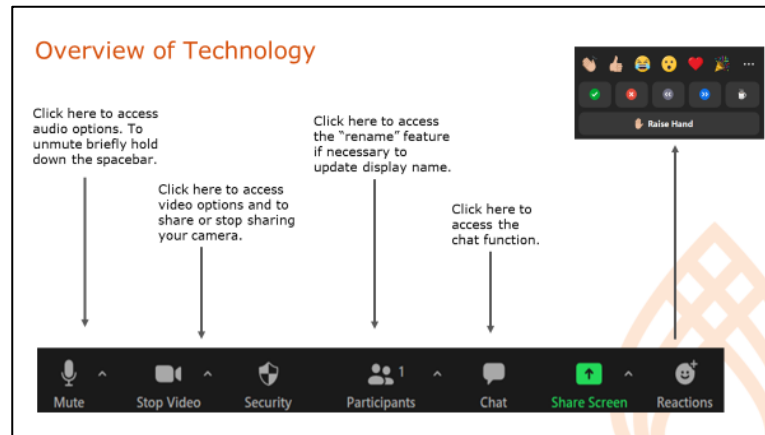 Overview of Technology
Click here to access
audio options. To
unmute briefly hold
down the spacebar.
Click here to access
video options and to
share or stop sharing
your camera.
Click here to access
the “rename” feature
if necessary to
update display name.
Click here to
access the
chat function.
Raise Hand
Mute
Stop Video
Security
1
Participants
Chat
Share Screen
Reactions